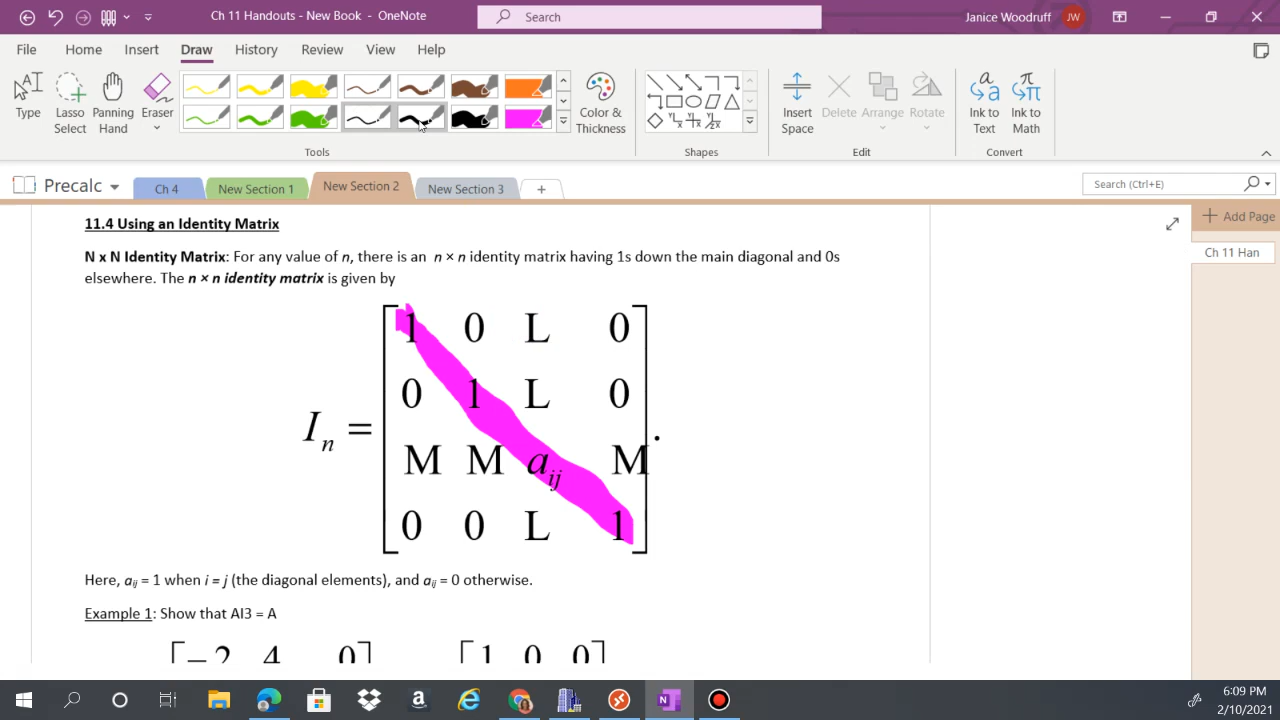 Ch 11 Handouts - New Book - OneNote
Search
Janice Woodruff JW
File Home Insert Draw History Review View Help
Type
Lasso Select
Panning Hand
Eraser
Color & Thickness
Insert Space
Delete Arrange Rotate
Ink to Text
Ink to Math
Tools Shapes Edit Convert
Precalc Ch 4 New Section 1 New Section 2 New Section 3 +
Search (Ctrl+E)
+ Add Page
Ch 11 Han
11.4 Using an Identity Matrix
N x N Identity Matrix: For any value of n, there is an n × n identity matrix having 1s down the main diagonal and 0s
elsewhere. The n × n identity matrix is given by
1 0 L 0
0 1 L 0
I_n =
M M a_ij M
0 0 L 1
.
Here, a_ij = 1 when i = j (the diagonal elements), and a_ij = 0 otherwise.
Example 1: Show that AI3 = A
−2 4 0 1 0 0
6:09 PM
2/10/2021